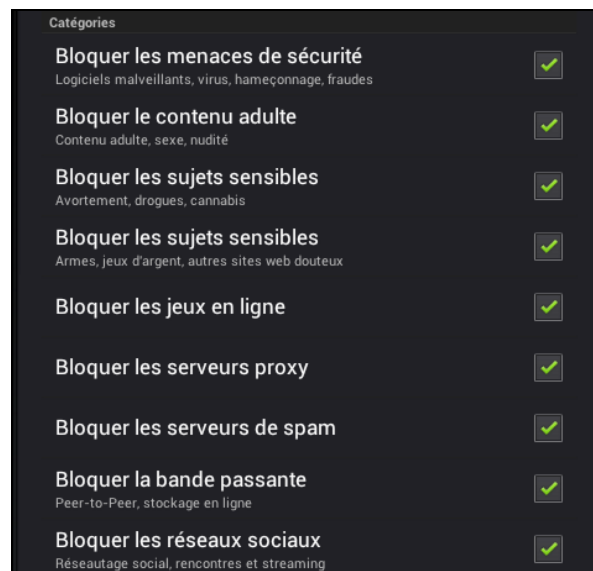 Catégories
Bloquer les menaces de sécurité
Logiciels malveillants, virus, hameçonnage, fraudes
Bloquer le contenu adulte
Contenu adulte, sexe, nudité
Bloquer les sujets sensibles
Avortement, drogues, cannabis
Bloquer les sujets sensibles
Armes, jeux d'argent, autres sites web douteux
Bloquer les jeux en ligne
Bloquer les serveurs proxy
Bloquer les serveurs de spam
Bloquer la bande passante
Peer-to-Peer, stockage en ligne
Bloquer les réseaux sociaux
Réseautage social, rencontres et streaming